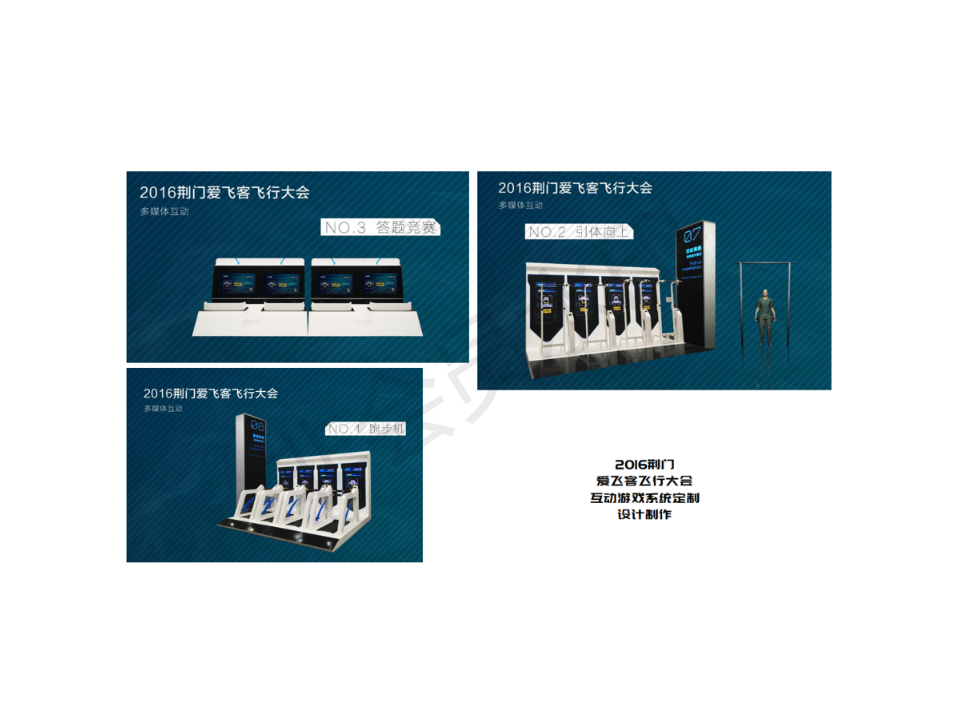 2016荆门爱飞客飞行大会
多媒体互动
NO.3 答题竞赛
2016荆门爱飞客飞行大会
多媒体互动
NO.2 引体向上
07
2016荆门爱飞客飞行大会
多媒体互动
NO.4 跑步机
08
2016荆门
爱飞客飞行大会
互动游戏系统定制
设计制作